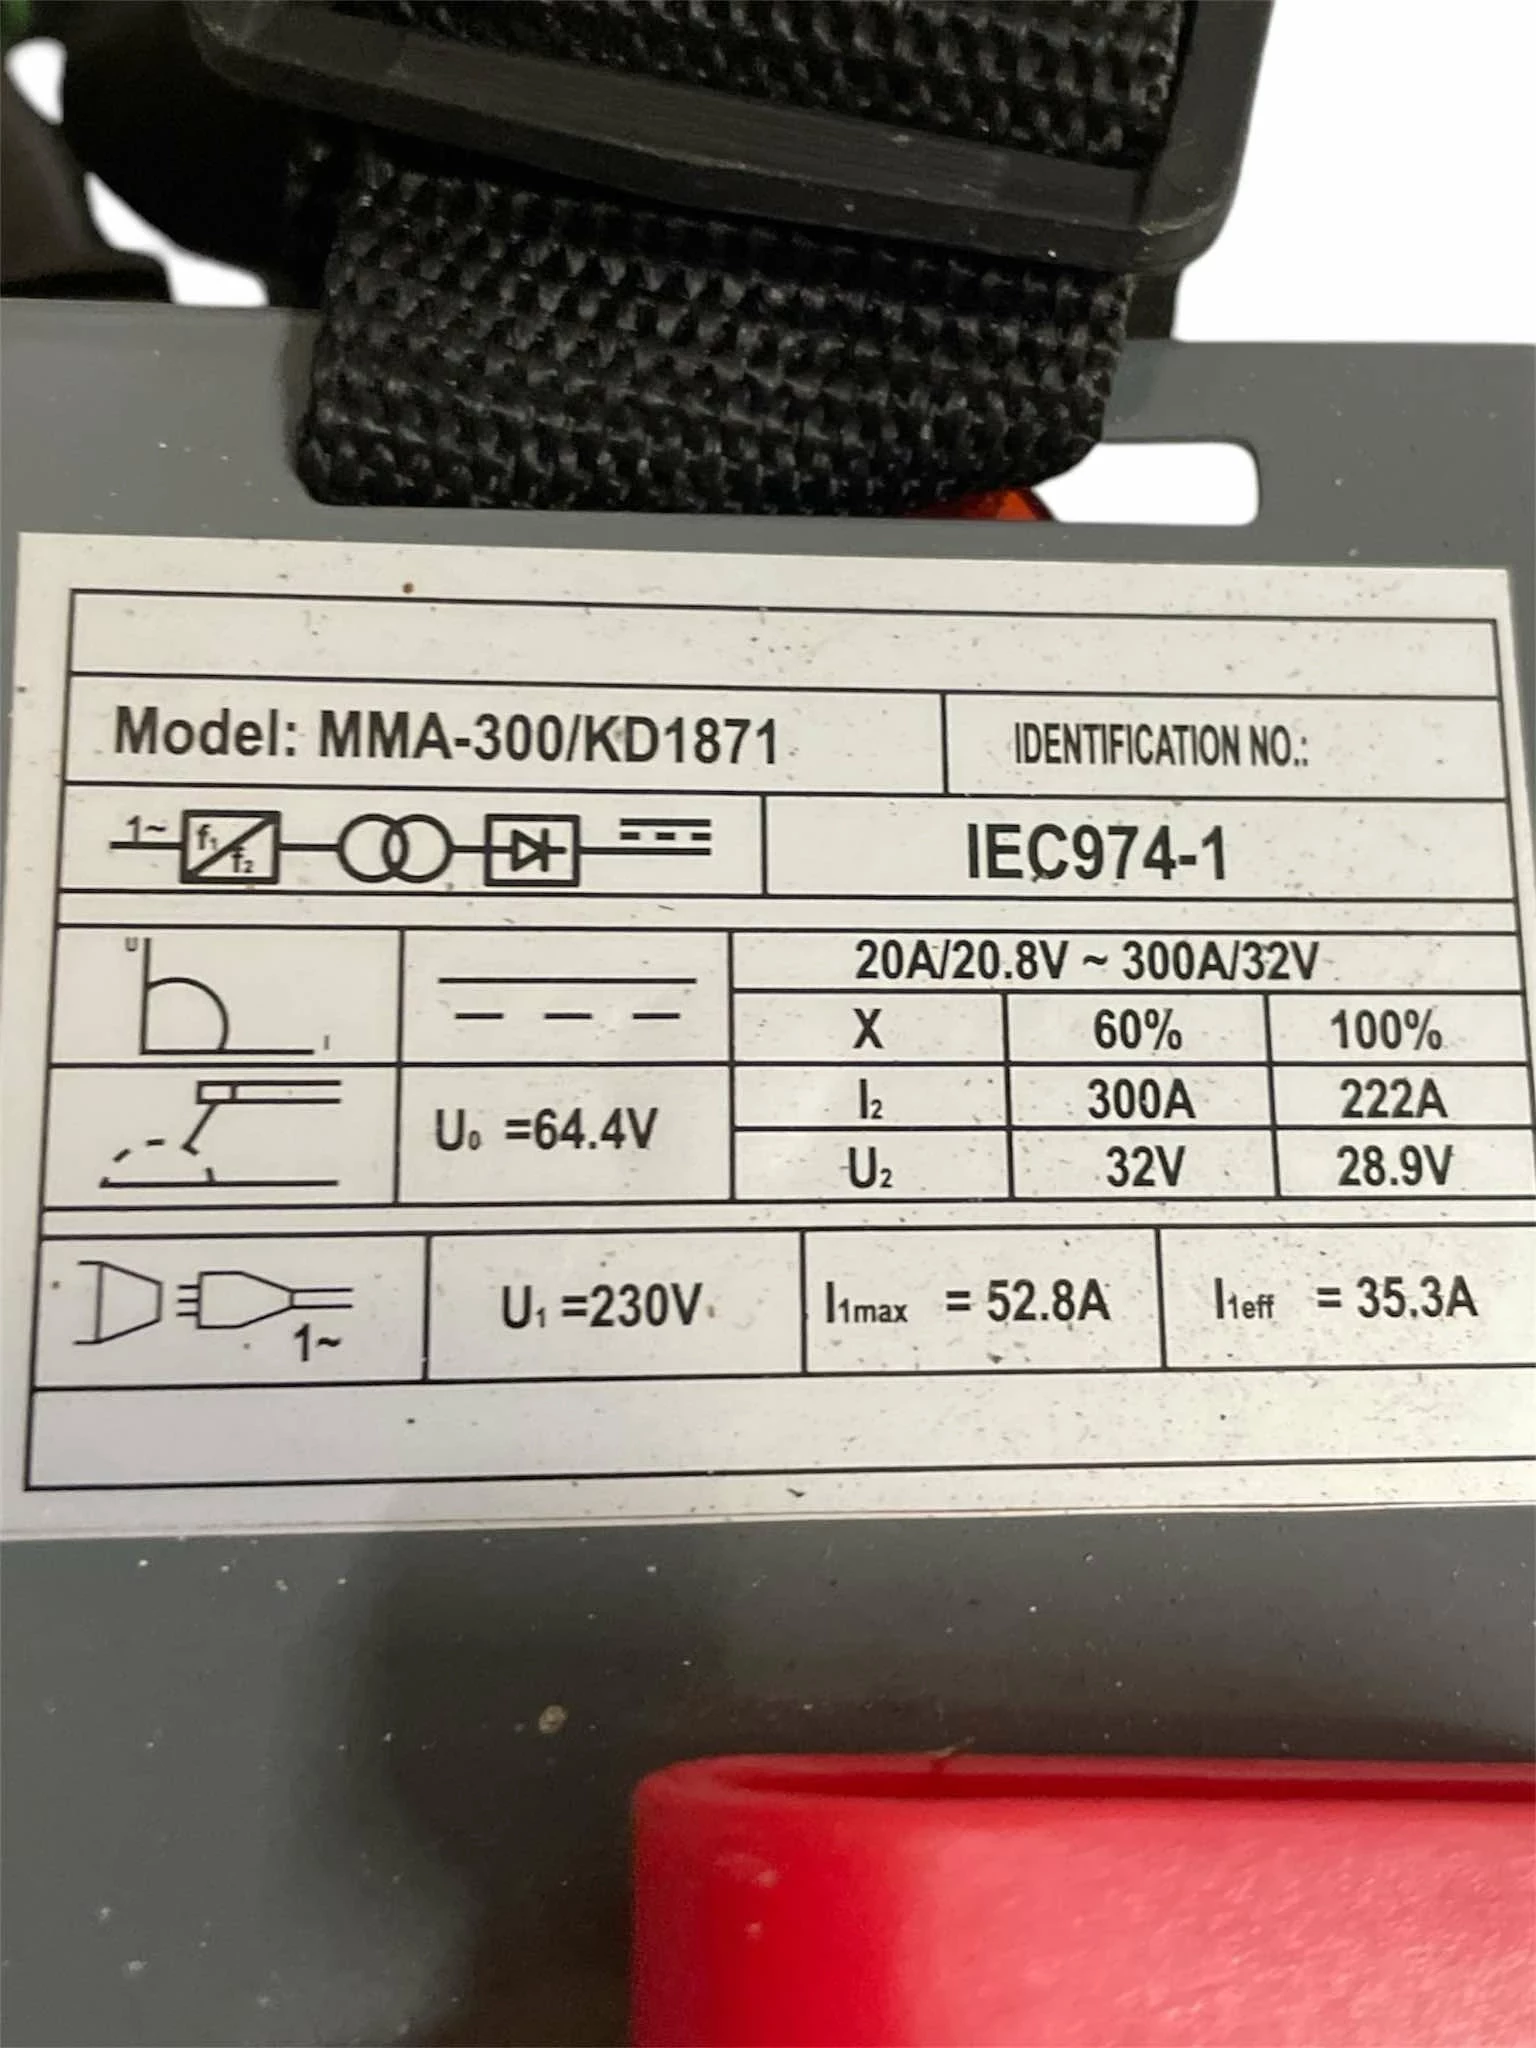 Model: MMA-300/KD1871 IDENTIFICATION NO.:
1~ f₁ f₂ IEC974-1
U 20A/20.8V ~ 300A/32V
I X 60% 100%
U₀ =64.4V I₂ 300A 222A
U₂ 32V 28.9V
1~ U₁ =230V I₁max = 52.8A I₁eff = 35.3A